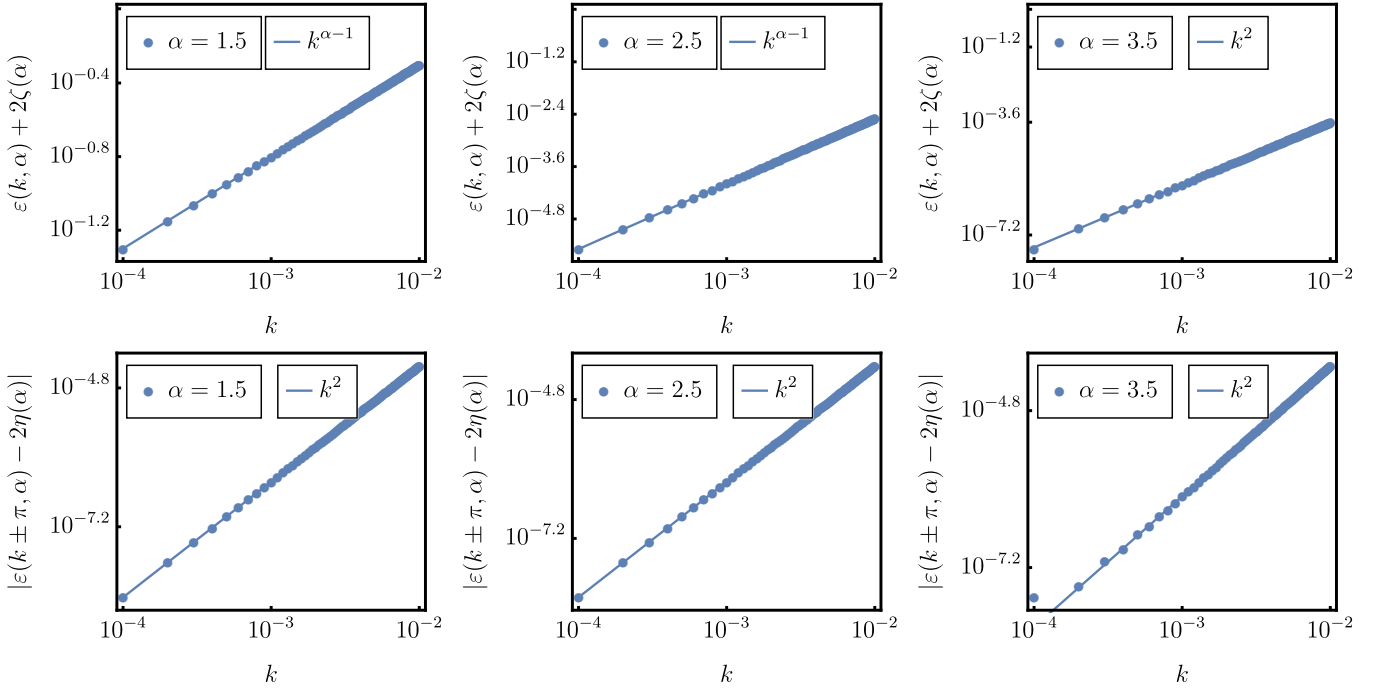 α = 1.5 k^{α−1}
ε(k, α) + 2ζ(α)
10^{−0.4}
10^{−0.8}
10^{−1.2}
10^{−4} 10^{−3} 10^{−2}
k
α = 2.5 k^{α−1}
ε(k, α) + 2ζ(α)
10^{−1.2}
10^{−2.4}
10^{−3.6}
10^{−4.8}
10^{−4} 10^{−3} 10^{−2}
k
α = 3.5 k^2
ε(k, α) + 2ζ(α)
10^{−1.2}
10^{−3.6}
10^{−7.2}
10^{−4} 10^{−3} 10^{−2}
k
α = 1.5 k^2
|ε(k ± π, α) − 2η(α)|
10^{−4.8}
10^{−7.2}
10^{−4} 10^{−3} 10^{−2}
k
α = 2.5 k^2
|ε(k ± π, α) − 2η(α)|
10^{−4.8}
10^{−7.2}
10^{−4} 10^{−3} 10^{−2}
k
α = 3.5 k^2
|ε(k ± π, α) − 2η(α)|
10^{−4.8}
10^{−7.2}
10^{−4} 10^{−3} 10^{−2}
k